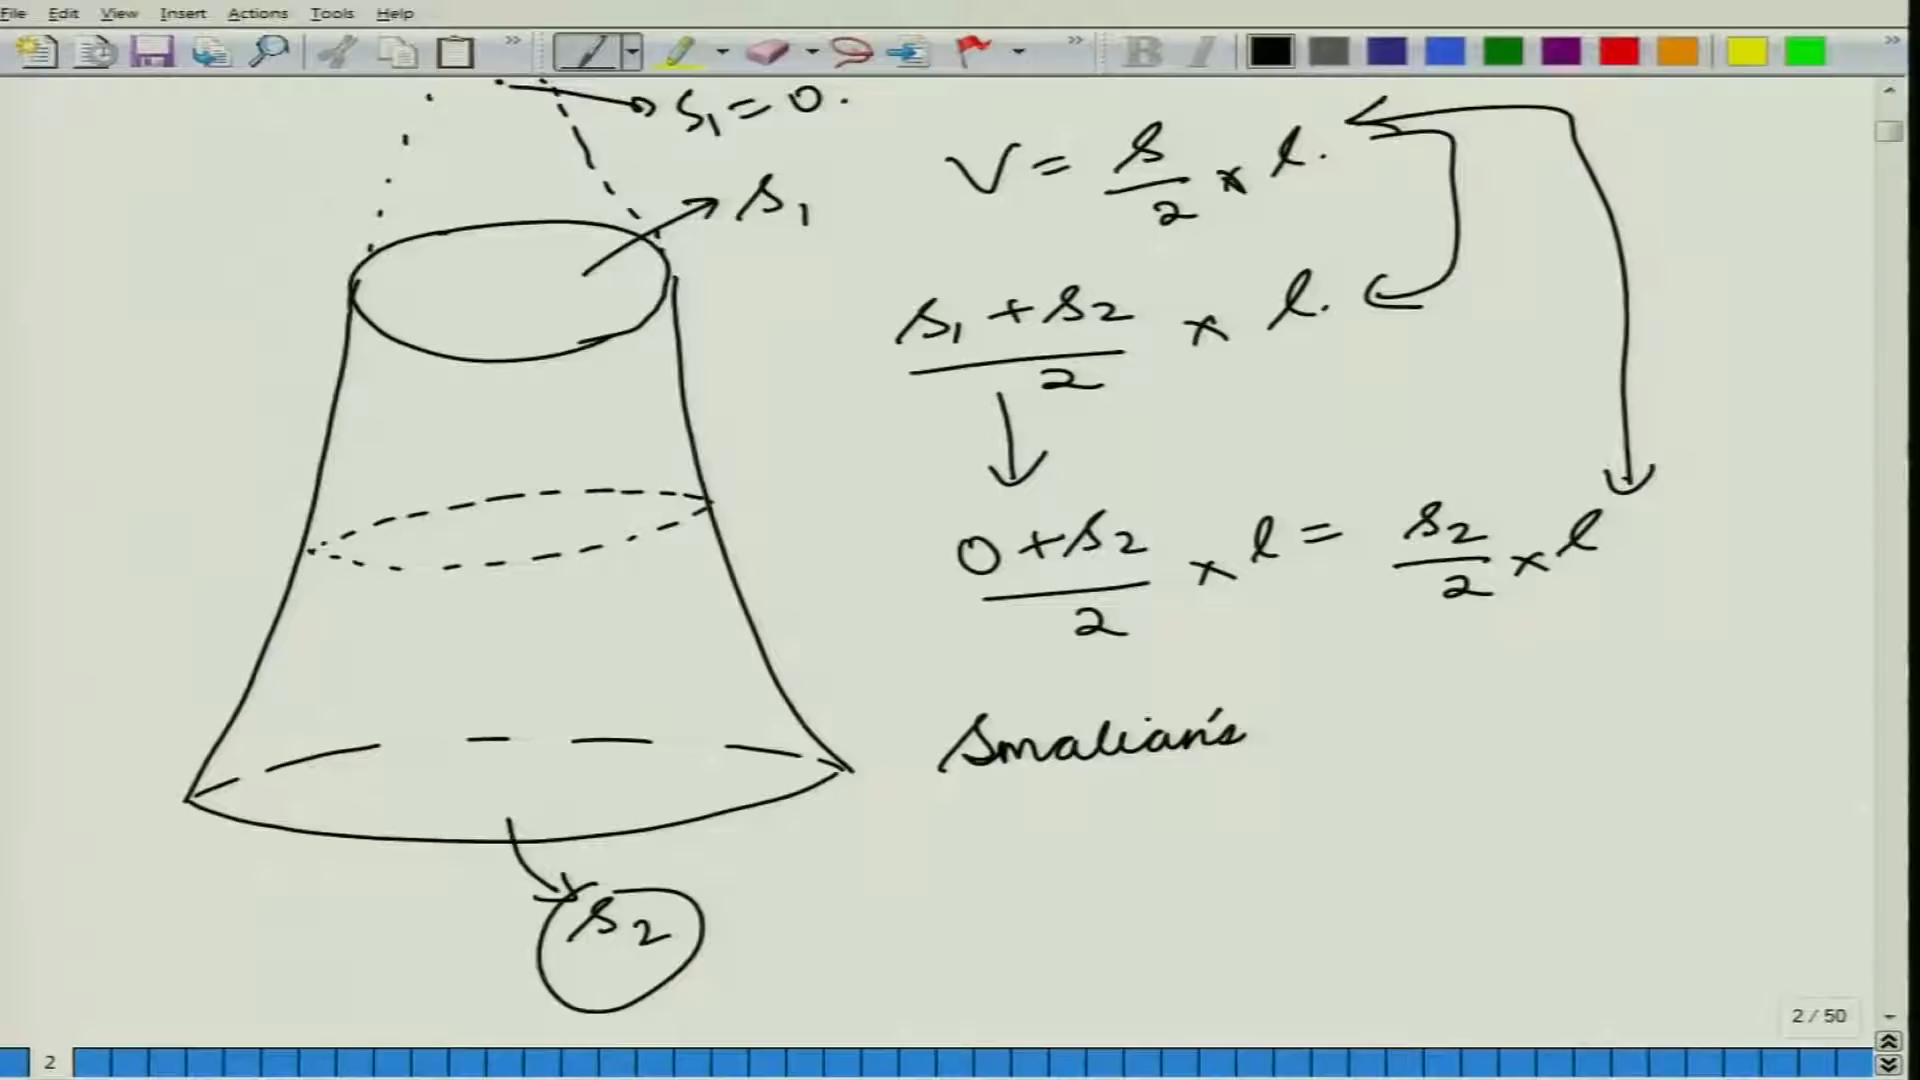 File Edit View Insert Actions Tools Help
B I
S₁ = 0.
S₁
V = S/2 × l.
S₁ + S₂/2 × l.
0 + S₂/2 × l = S₂/2 × l
Smalian's
S₂
2 / 50
2